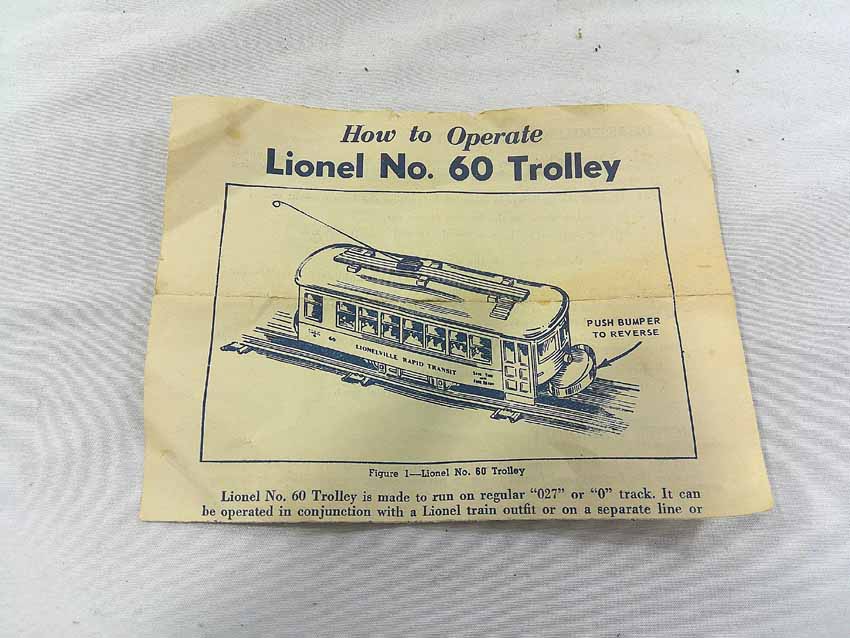 How to Operate
Lionel No. 60 Trolley
PUSH BUMPER
TO REVERSE
60
LIONELVILLE RAPID TRANSIT
Figure 1—Lionel No. 60 Trolley
Lionel No. 60 Trolley is made to run on regular "027" or "0" track. It can
be operated in conjunction with a Lionel train outfit or on a separate line or